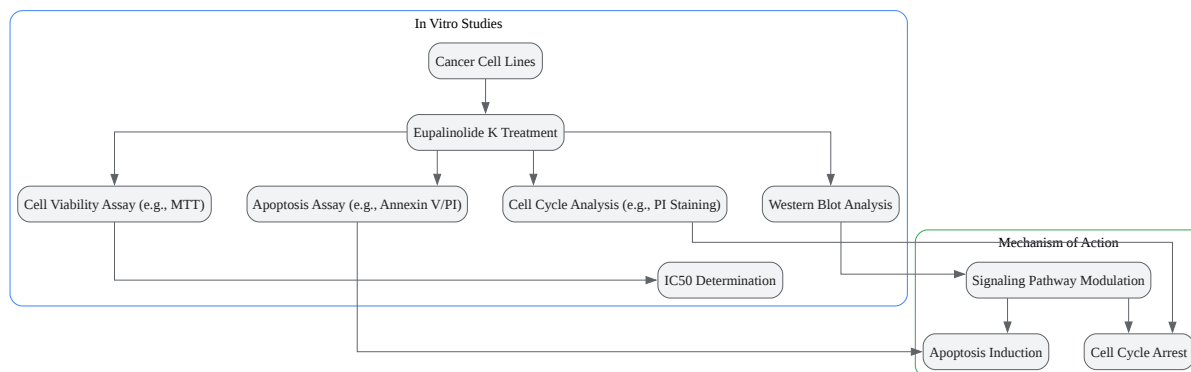 In Vitro Studies
Cancer Cell Lines
Eupalinolide K Treatment
Cell Viability Assay (e.g., MTT)
Apoptosis Assay (e.g., Annexin V/PI)
Cell Cycle Analysis (e.g., PI Staining)
Western Blot Analysis
Mechanism of Action
IC50 Determination
Signaling Pathway Modulation
Apoptosis Induction
Cell Cycle Arrest